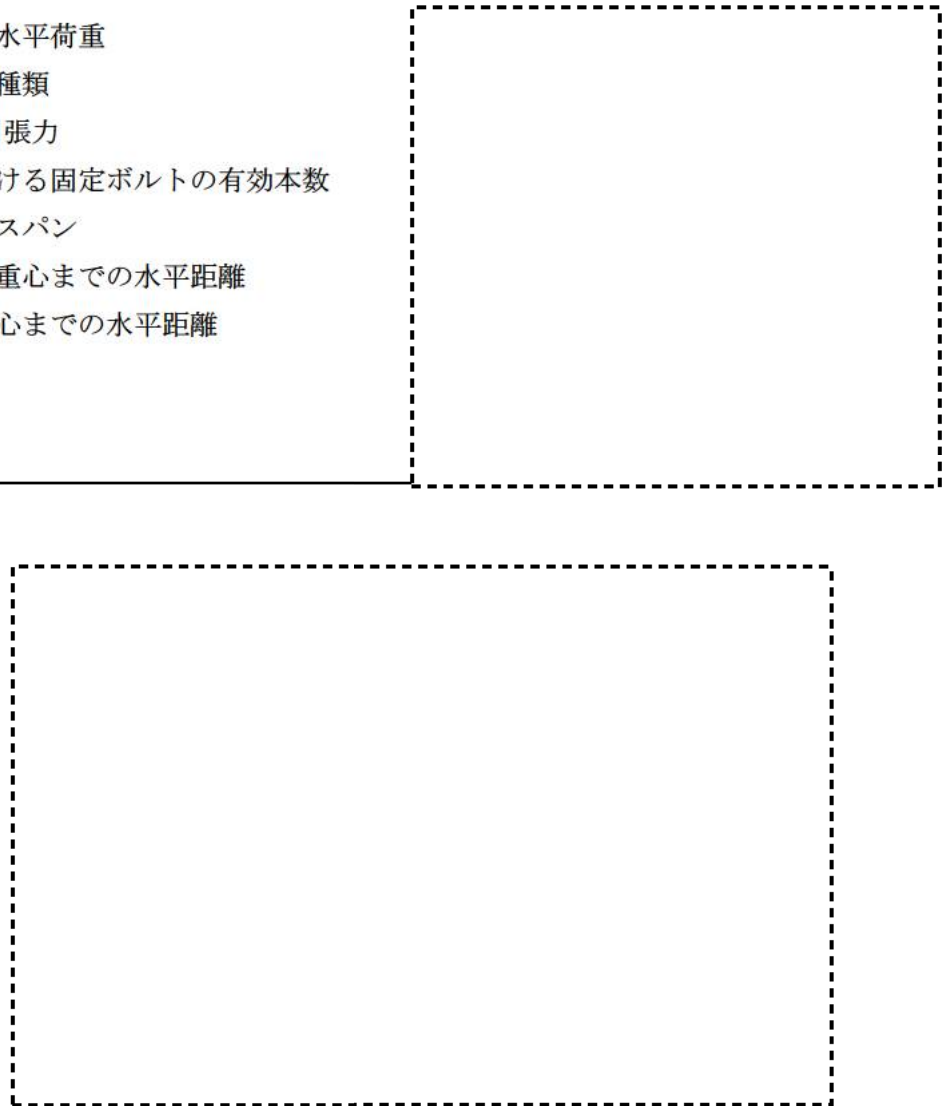 水平荷重
種類
張力
ける固定ボルトの有効本数
スパン
重心までの水平距離
心までの水平距離